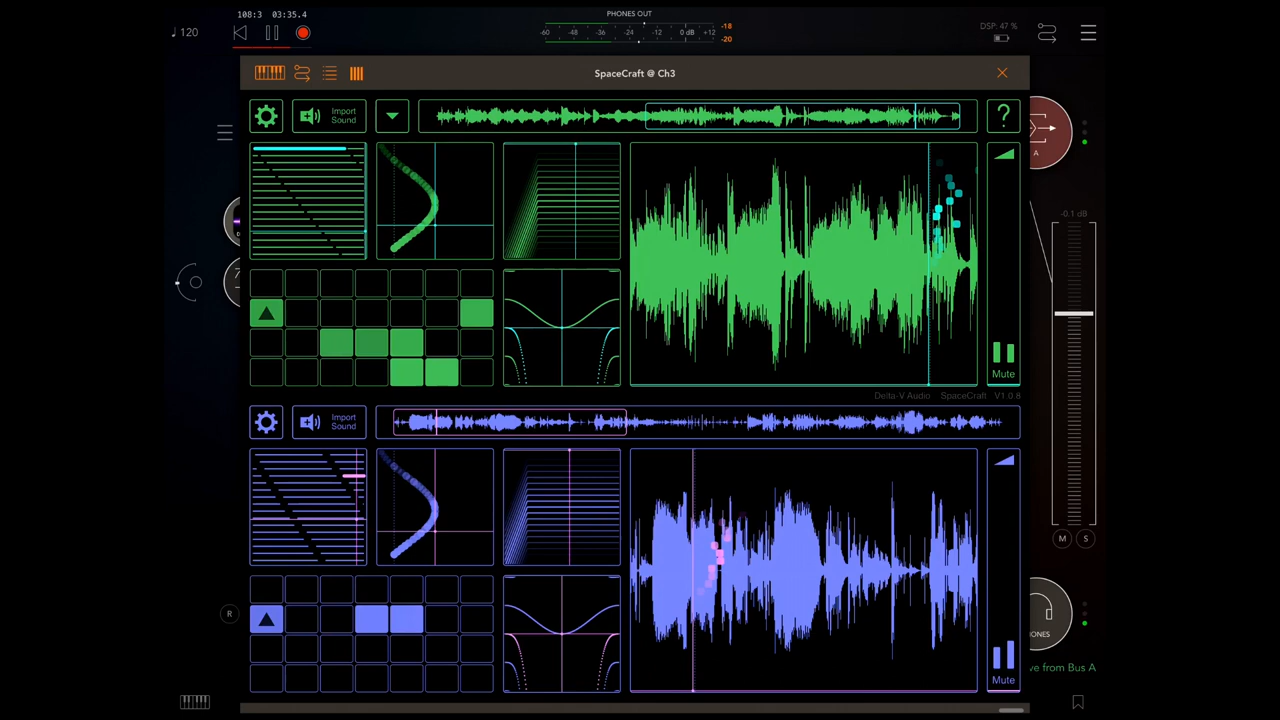 108:3 03:35.4
PHONES OUT
♩120
-60 -48 -36 -24 -12 0 dB +12
-18
-20
DSP: 47 %
SpaceCraft @ Ch3
Import
Sound
?
A
-0.1 dB
Mute
Delta-V Audio SpaceCraft V1.0.8
Import
Sound
M S
R
ONES
ve from Bus A
Mute